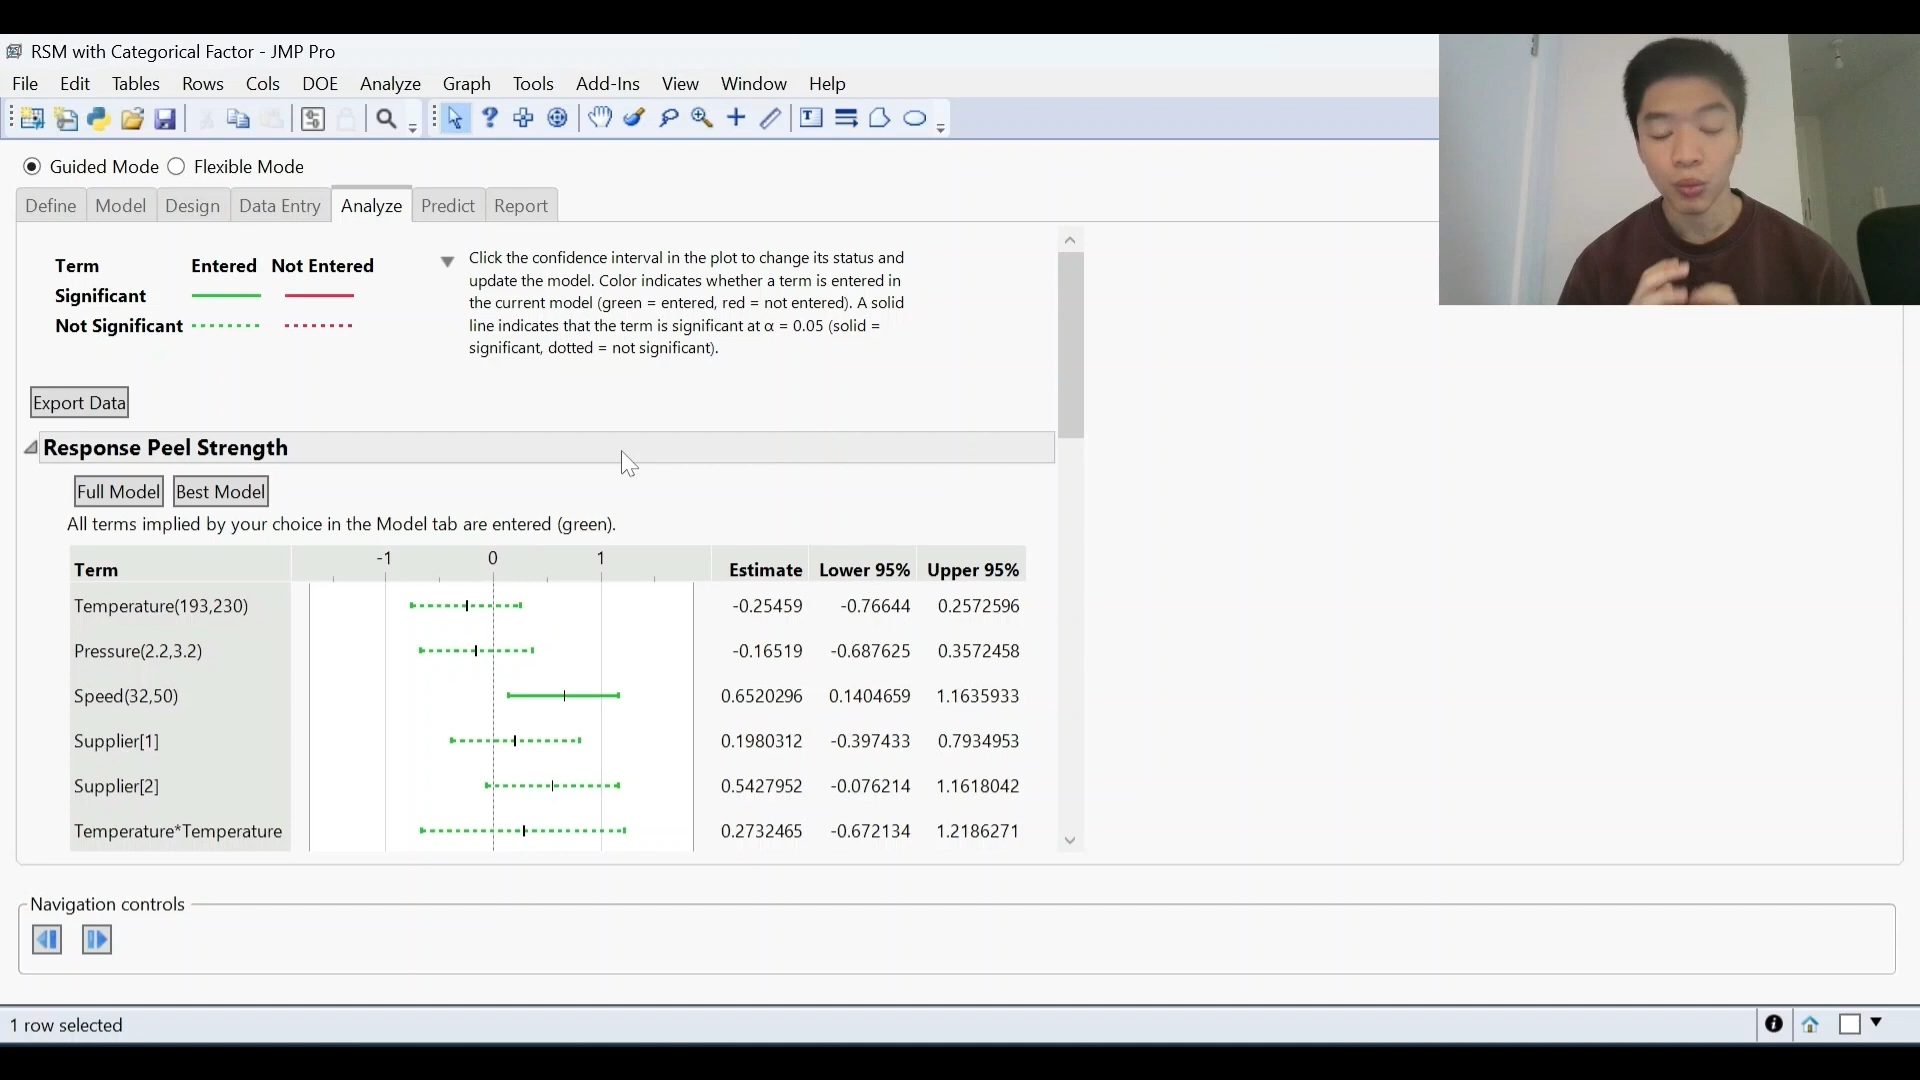 RSM with Categorical Factor - JMP Pro
File Edit Tables Rows Cols DOE Analyze Graph Tools Add-Ins View Window Help
Guided Mode Flexible Mode
Define Model Design Data Entry Analyze Predict Report
Term Entered Not Entered
Significant
Not Significant
Click the confidence interval in the plot to change its status and
update the model. Color indicates whether a term is entered in
the current model (green = entered, red = not entered). A solid
line indicates that the term is significant at α = 0.05 (solid =
significant, dotted = not significant).
Export Data
Response Peel Strength
Full Model Best Model
All terms implied by your choice in the Model tab are entered (green).
Term -1 0 1 Estimate Lower 95% Upper 95%
Temperature(193,230) -0.25459 -0.76644 0.2572596
Pressure(2.2,3.2) -0.16519 -0.687625 0.3572458
Speed(32,50) 0.6520296 0.1404659 1.1635933
Supplier[1] 0.1980312 -0.397433 0.7934953
Supplier[2] 0.5427952 -0.076214 1.1618042
Temperature*Temperature 0.2732465 -0.672134 1.2186271
Navigation controls
1 row selected